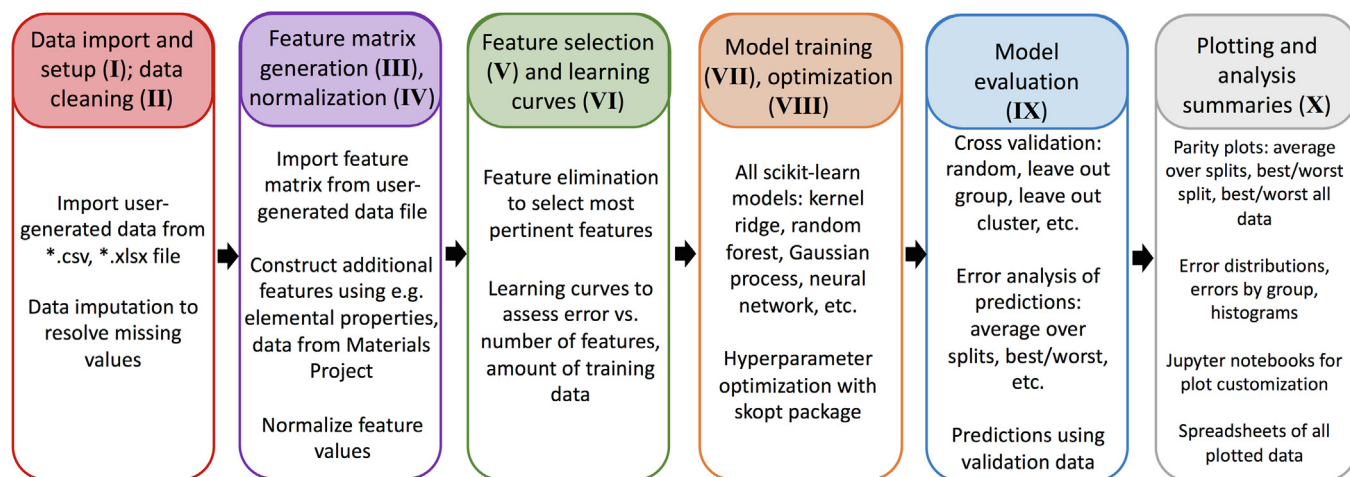 Data import and
setup (I); data
cleaning (II)
Import user-
generated data from
*.csv, *.xlsx file
Data imputation to
resolve missing
values
Feature matrix
generation (III),
normalization (IV)
Import feature
matrix from user-
generated data file
Construct additional
features using e.g.
elemental properties,
data from Materials
Project
Normalize feature
values
Feature selection
(V) and learning
curves (VI)
Feature elimination
to select most
pertinent features
Learning curves to
assess error vs.
number of features,
amount of training
data
Model training
(VII), optimization
(VIII)
All scikit-learn
models: kernel
ridge, random
forest, Gaussian
process, neural
network, etc.
Hyperparameter
optimization with
skopt package
Model
evaluation
(IX)
Cross validation:
random, leave out
group, leave out
cluster, etc.
Error analysis of
predictions:
average over
splits, best/worst,
etc.
Predictions using
validation data
Plotting and
analysis
summaries (X)
Parity plots: average
over splits, best/worst
split, best/worst all
data
Error distributions,
errors by group,
histograms
Jupyter notebooks for
plot customization
Spreadsheets of all
plotted data